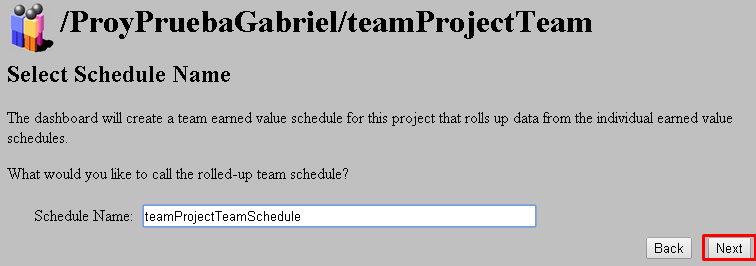 /ProyPruebaGabriel/teamProjectTeam
Select Schedule Name
The dashboard will create a team earned value schedule for this project that rolls up data from the individual earned value
schedules.
What would you like to call the rolled-up team schedule?
Schedule Name: teamProjectTeamSchedule
Back Next